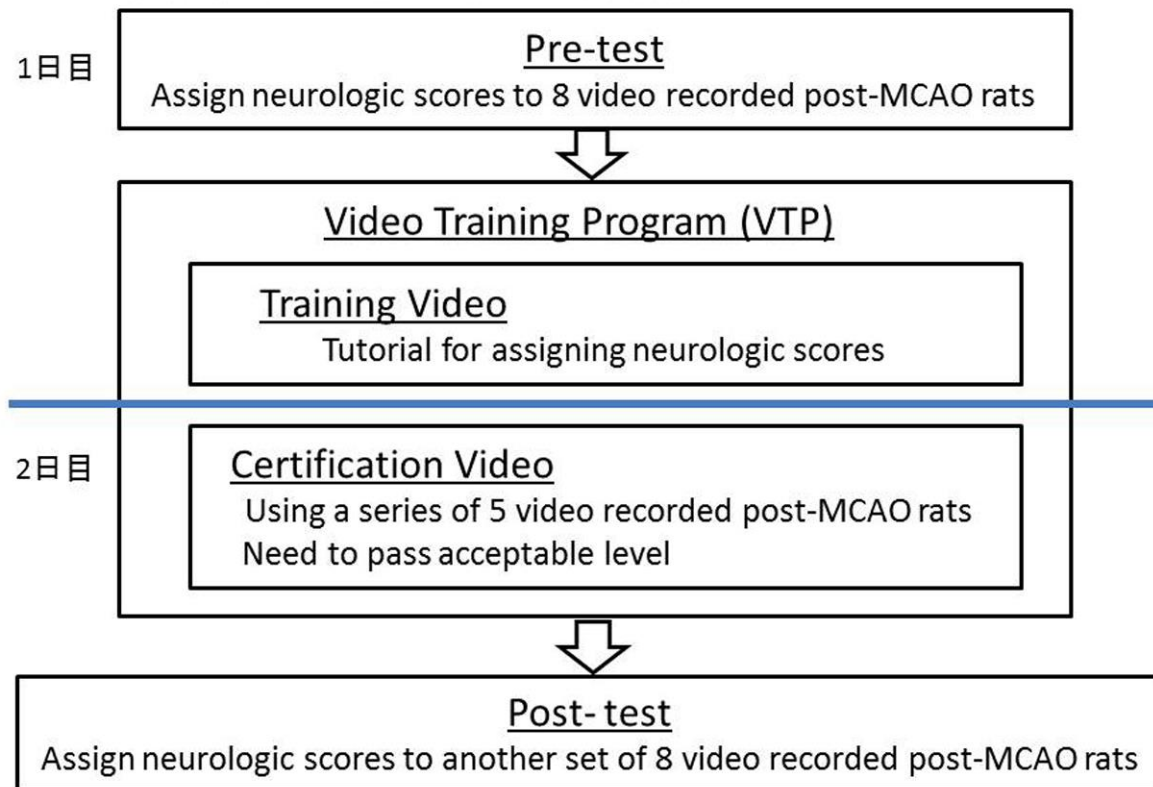 1日目
Pre-test
Assign neurologic scores to 8 video recorded post-MCAO rats
Video Training Program (VTP)
Training Video
Tutorial for assigning neurologic scores
2日目
Certification Video
Using a series of 5 video recorded post-MCAO rats
Need to pass acceptable level
Post- test
Assign neurologic scores to another set of 8 video recorded post-MCAO rats